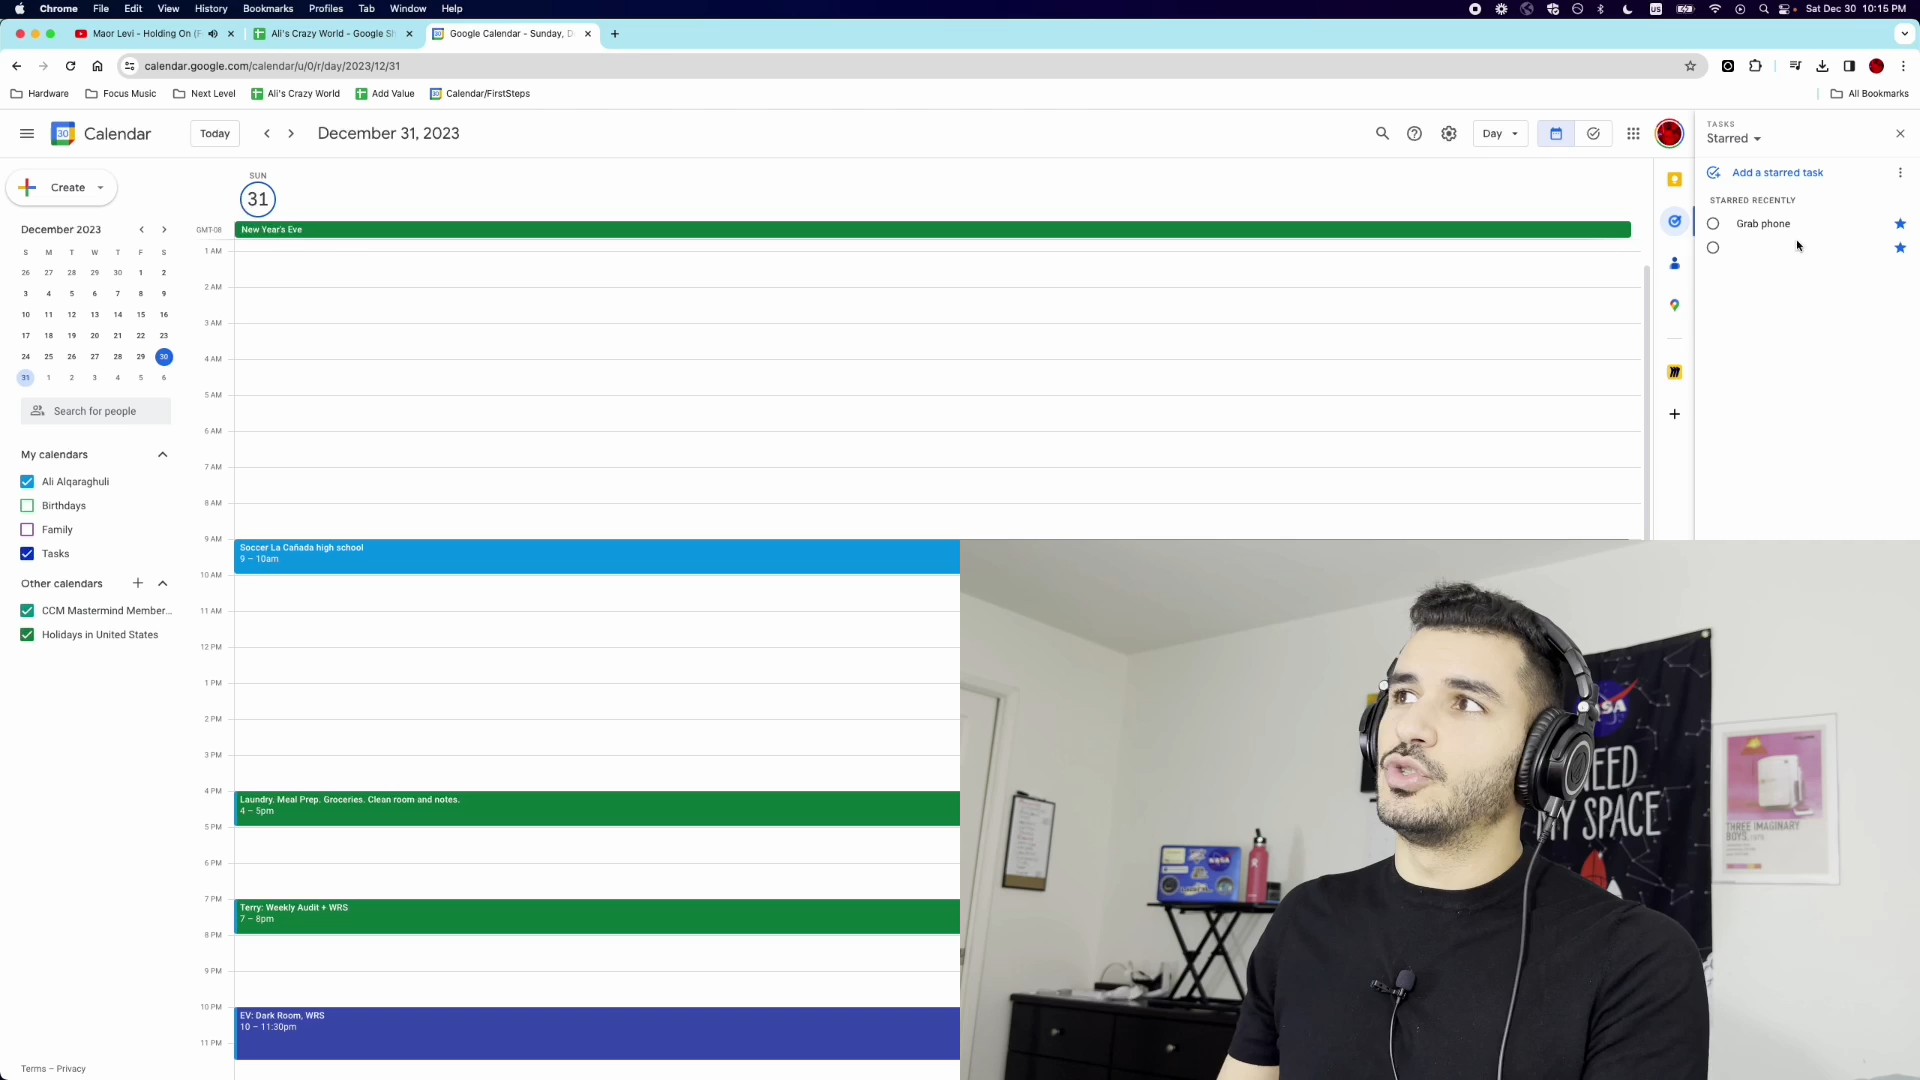 Chrome File Edit View History Bookmarks Profiles Tab Window Help
US
Sat Dec 30 10:15 PM
Maor Levi - Holding On (F
Ali's Crazy World - Google Sh
Google Calendar - Sunday, D
calendar.google.com/calendar/u/0/r/day/2023/12/31
Hardware
Focus Music
Next Level
Ali's Crazy World
Add Value
Calendar/FirstSteps
All Bookmarks
30
Calendar
Today
December 31, 2023
Day
TASKS
Starred
Add a starred task
STARRED RECENTLY
Grab phone
Create
December 2023
S M T W T F S
26 27 28 29 30 1 2
3 4 5 6 7 8 9
10 11 12 13 14 15 16
17 18 19 20 21 22 23
24 25 26 27 28 29 30
31 1 2 3 4 5 6
Search for people
My calendars
Ali Alqaraghuli
Birthdays
Family
Tasks
Other calendars
CCM Mastermind Member...
Holidays in United States
Terms – Privacy
SUN
31
GMT-08
New Year's Eve
1 AM
2 AM
3 AM
4 AM
5 AM
6 AM
7 AM
8 AM
9 AM
Soccer La Cañada high school
9 – 10am
10 AM
11 AM
12 PM
1 PM
2 PM
3 PM
4 PM
Laundry. Meal Prep. Groceries. Clean room and notes.
4 – 5pm
5 PM
6 PM
7 PM
Terry: Weekly Audit + WRS
7 – 8pm
8 PM
9 PM
10 PM
EV: Dark Room, WRS
10 – 11:30pm
11 PM
NASA
NEED
MY SPACE
NASA
THREE IMAGINARY
BOYS